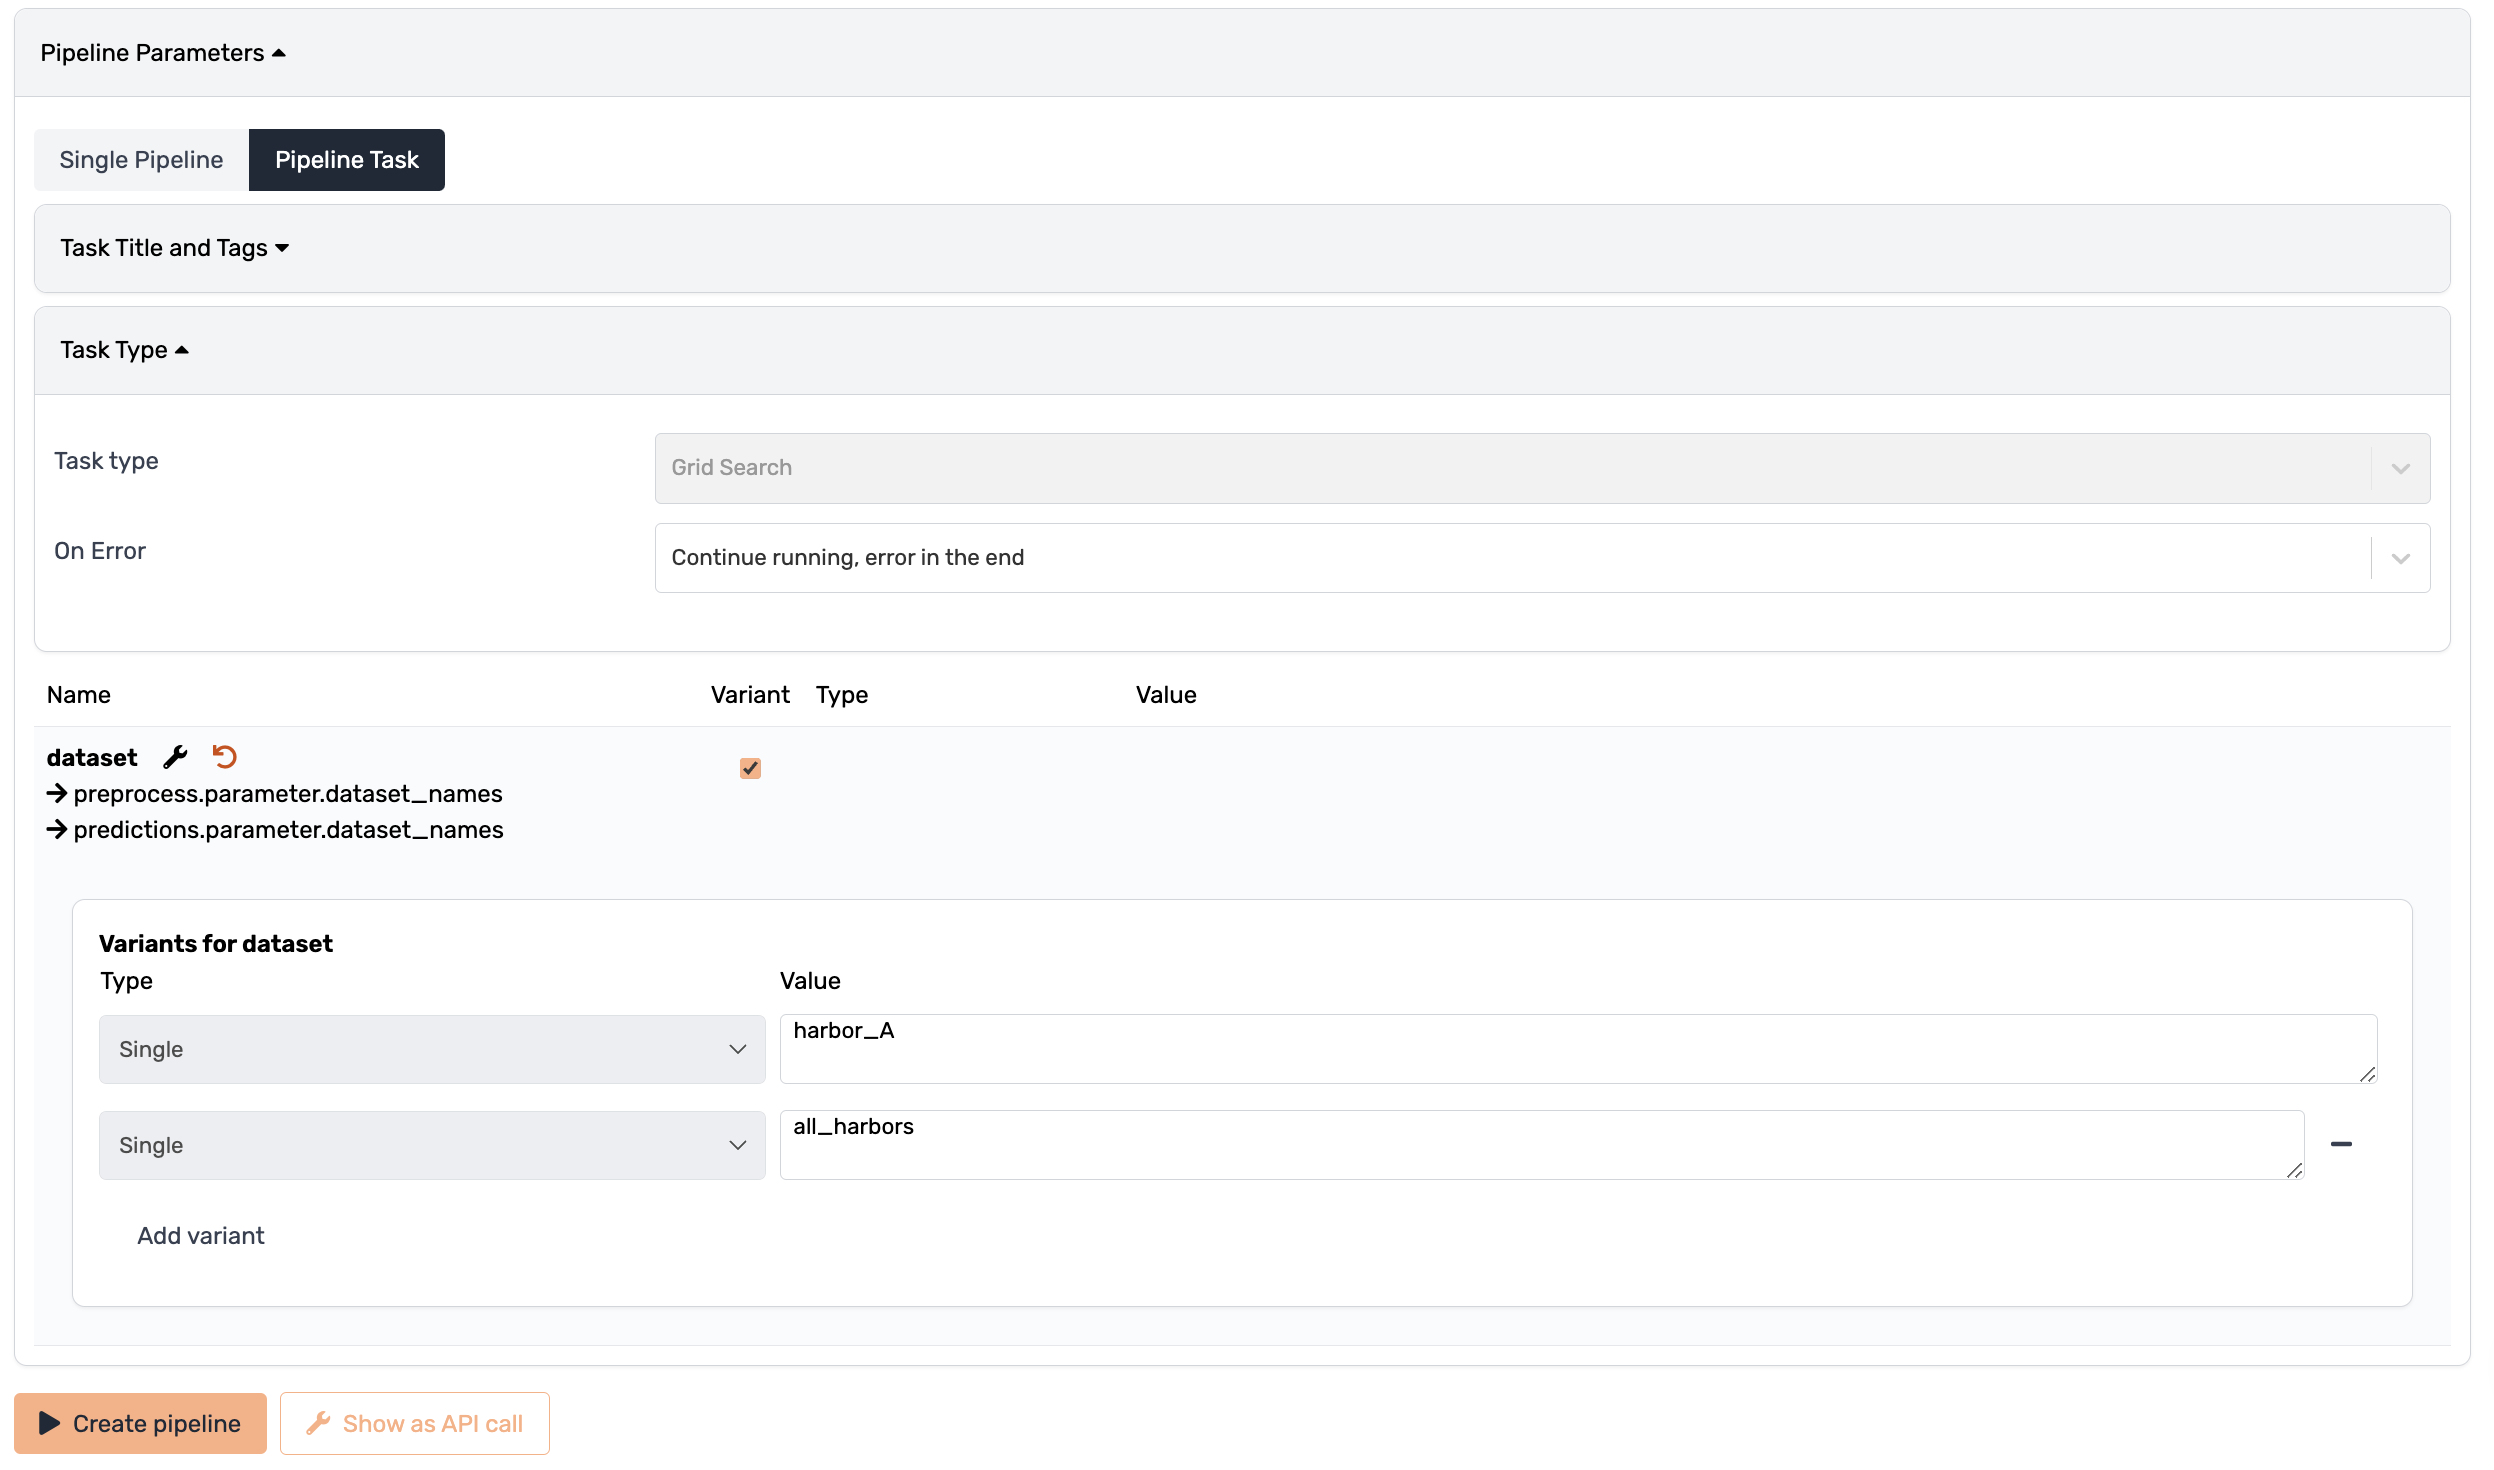 Pipeline Parameters
Single Pipeline Pipeline Task
Task Title and Tags
Task Type
Task type Grid Search
On Error Continue running, error in the end
Name Variant Type Value
dataset
preprocess.parameter.dataset_names
predictions.parameter.dataset_names
Variants for dataset
Type Value
Single harbor_A
Single all_harbors
Add variant
Create pipeline Show as API call